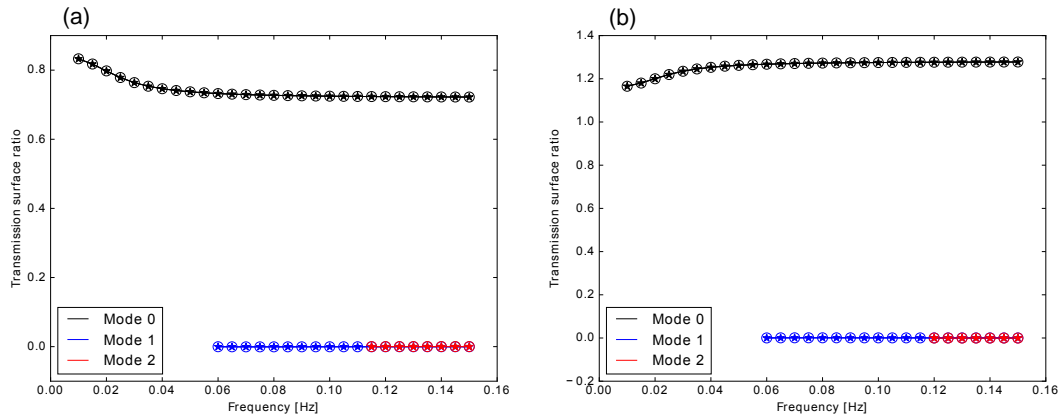 (a)
0.8
0.6
0.4
0.2
0.0
Transmission surface ratio
Mode 0
Mode 1
Mode 2
0.00 0.02 0.04 0.06 0.08 0.10 0.12 0.14 0.16
Frequency [Hz]
(b)
1.4
1.2
1.0
0.8
0.6
0.4
0.2
0.0
−0.2
Transmission surface ratio
Mode 0
Mode 1
Mode 2
0.00 0.02 0.04 0.06 0.08 0.10 0.12 0.14 0.16
Frequency [Hz]